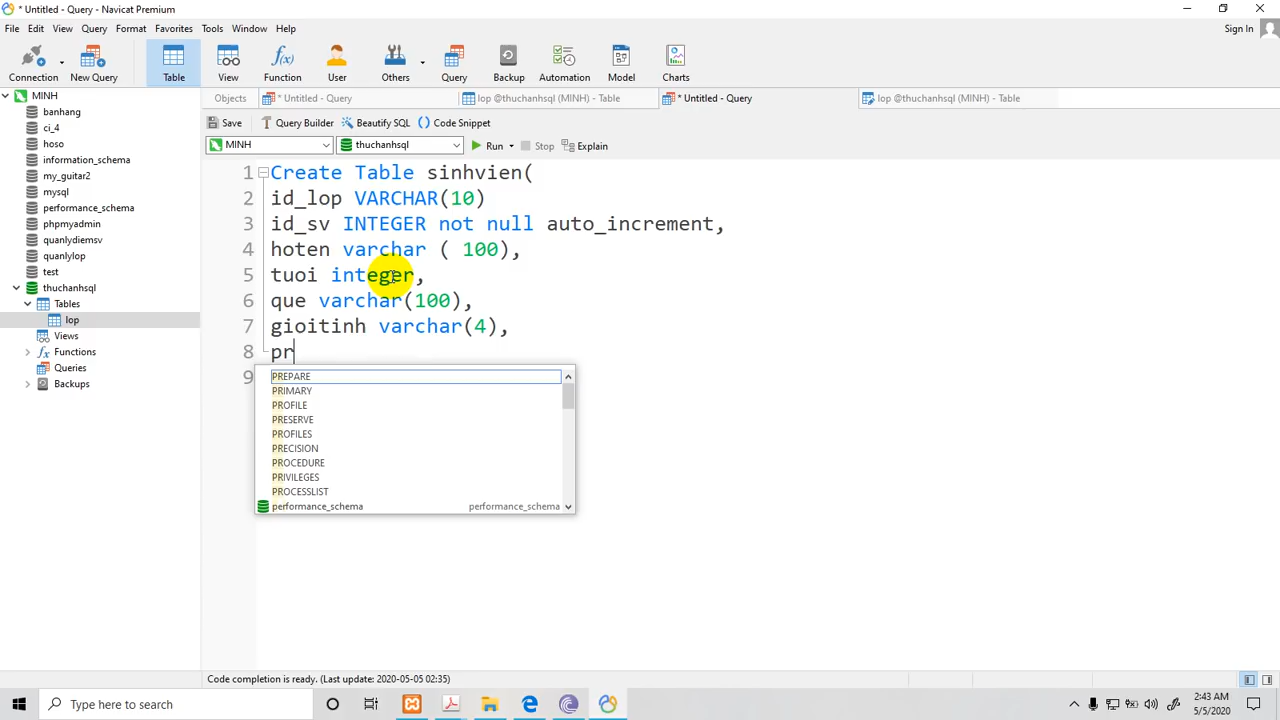 * Untitled - Query - Navicat Premium
File Edit View Query Format Favorites Tools Window Help
Sign In
Connection New Query Table View Function User Others Query Backup Automation Model Charts
MINH
banhang
ci_4
hoso
information_schema
my_guitar2
mysql
performance_schema
phpmyadmin
quanlydiemsv
quanlylop
test
thuchanhsql
Tables
lop
Views
Functions
Queries
Backups
Objects * Untitled - Query lop @thuchanhsql (MINH) - Table * Untitled - Query lop @thuchanhsql (MINH) - Table
Save Query Builder Beautify SQL () Code Snippet
MINH thuchanhsql Run Stop Explain
1 Create Table sinhvien(
2 id_lop VARCHAR(10)
3 id_sv INTEGER not null auto_increment,
4 hoten varchar ( 100),
5 tuoi integer,
6 que varchar(100),
7 gioitinh varchar(4),
8 pr
9
PREPARE
PRIMARY
PROFILE
PRESERVE
PROFILES
PRECISION
PROCEDURE
PRIVILEGES
PROCESSLIST
performance_schema performance_schema
Code completion is ready. (Last update: 2020-05-05 02:35)
Type here to search
2:43 AM
5/5/2020